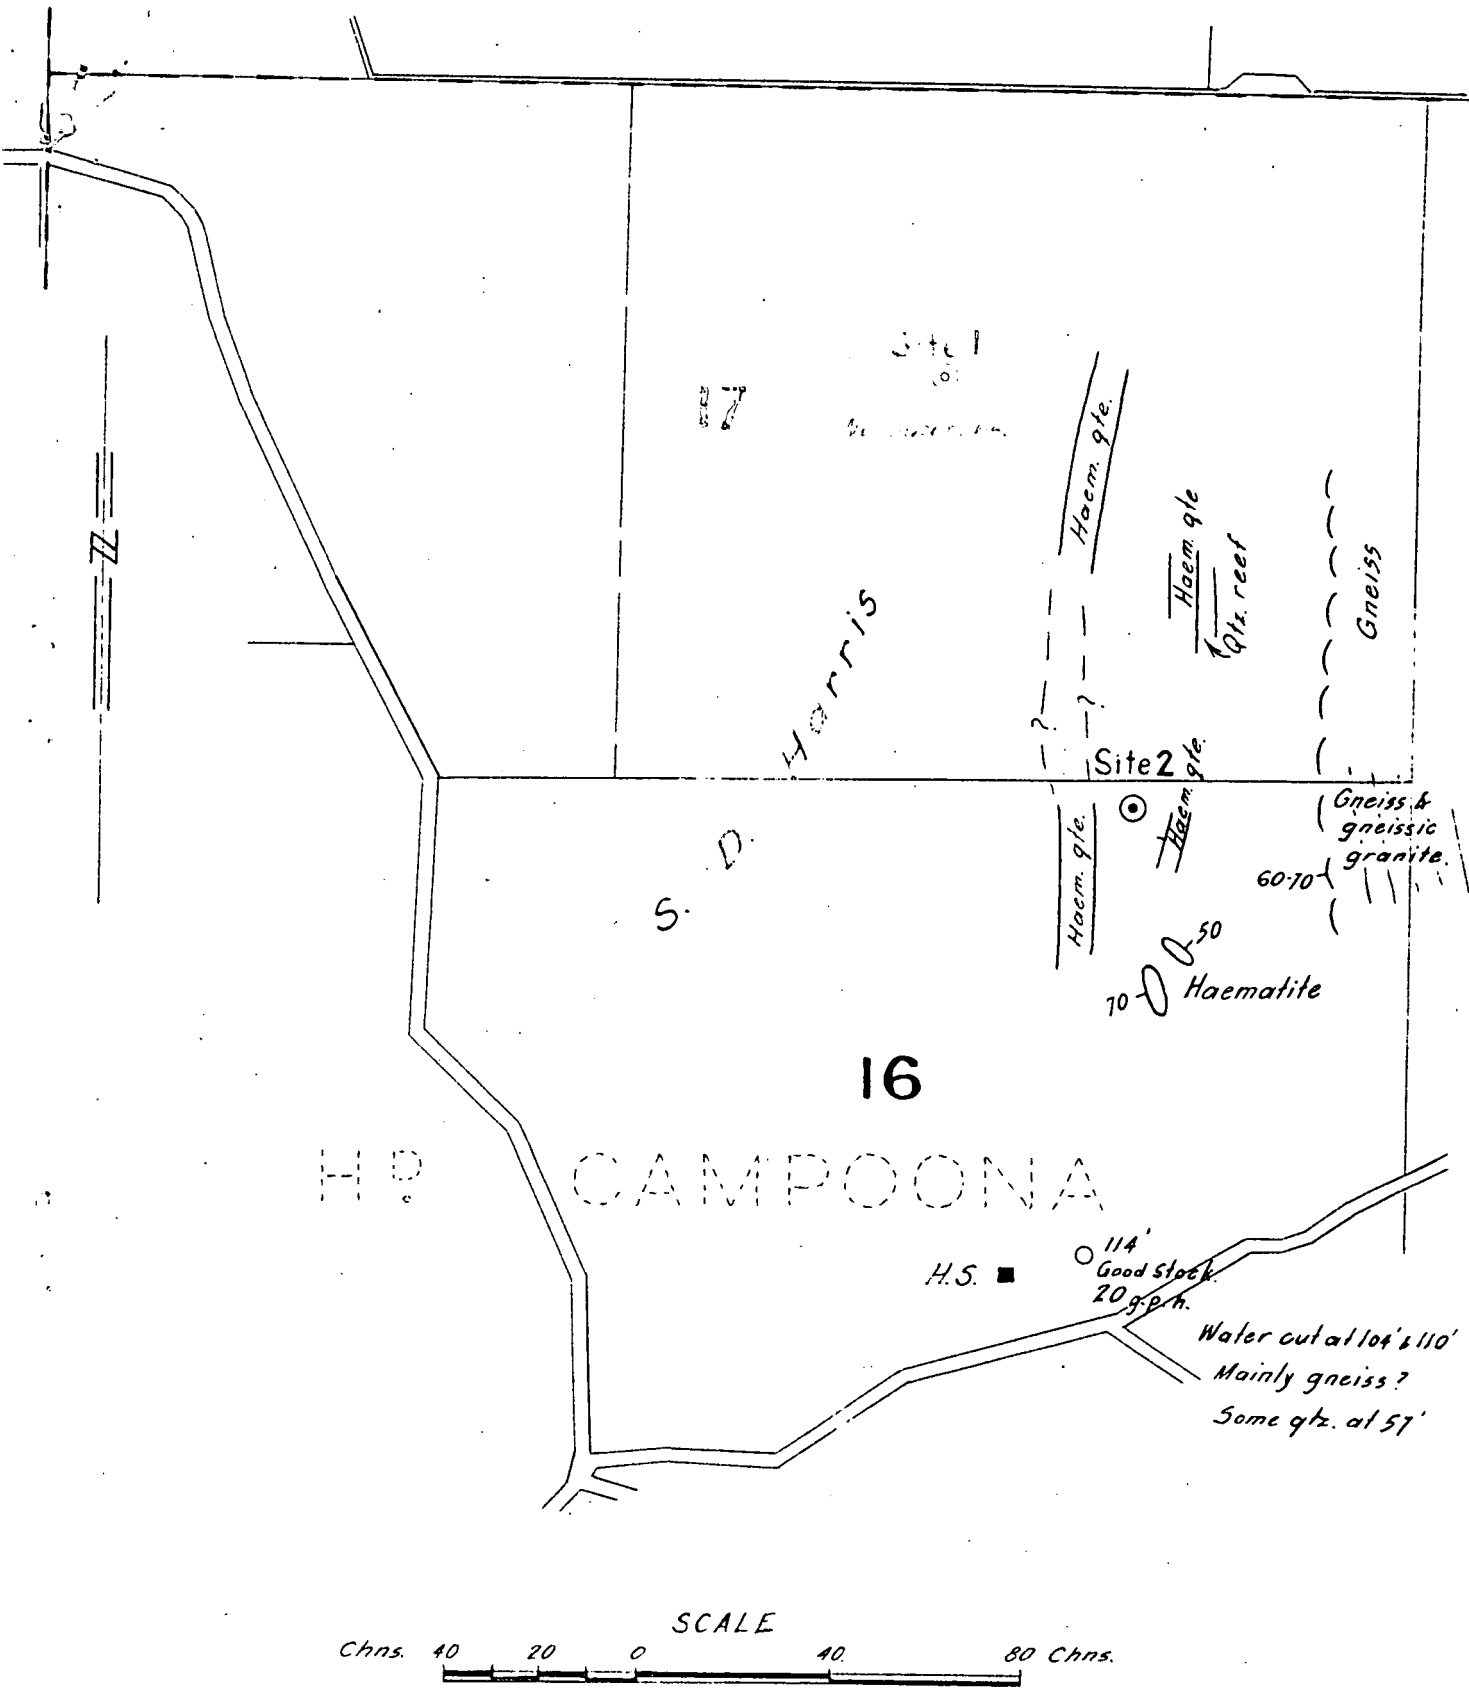 Site 1
17
Haem. qte.
Haem. qte
Qtz. reef
Gneiss
N
S. D. Harris
?
?
Site 2
Haem. qte.
Haem. qte.
Gneiss &
gneissic
granite.
60-70
50
70
Haematite
16
HD CAMPOONA
114'
Good Stock.
20 g.p.h.
H.S.
Water cut at 104' & 110'
Mainly gneiss?
Some qtz. at 57'
SCALE
Chns. 40 20 0 40 80 Chns.